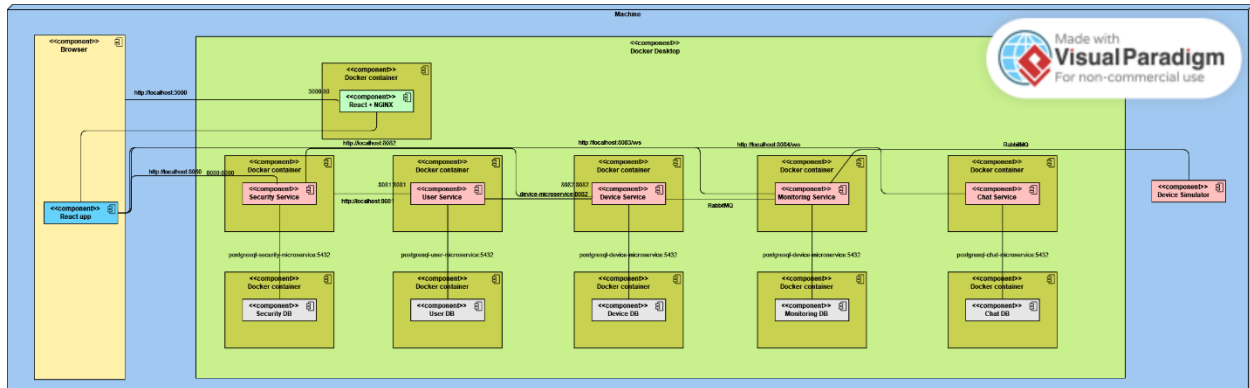 Machine
<<component>>
Browser
<<component>>
Docker Desktop
Made with
Visual Paradigm
For non-commercial use
<<component>>
Docker container
<<component>>
React + NGINX
http://localhost:3000
3000:80
http://localhost:8082
http://localhost:8083/ws
http://localhost:8084/ws
RabbitMQ
<<component>>
Docker container
<<component>>
Docker container
<<component>>
Docker container
<<component>>
Docker container
<<component>>
Docker container
http://localhost:8080
8080:8080
<<component>>
Security Service
8081:8081
<<component>>
User Service
8082:8082
device-microservice:8082
<<component>>
Device Service
<<component>>
Monitoring Service
<<component>>
Chat Service
<<component>>
Device Simulator
http://localhost:8081
RabbitMQ
<<component>>
React app
postgresql-security-microservice:5432
postgresql-user-microservice:5432
postgresql-device-microservice:5432
postgresql-device-microservice:5432
postgresql-chat-microservice:5432
<<component>>
Docker container
<<component>>
Docker container
<<component>>
Docker container
<<component>>
Docker container
<<component>>
Docker container
<<component>>
Security DB
<<component>>
User DB
<<component>>
Device DB
<<component>>
Monitoring DB
<<component>>
Chat DB